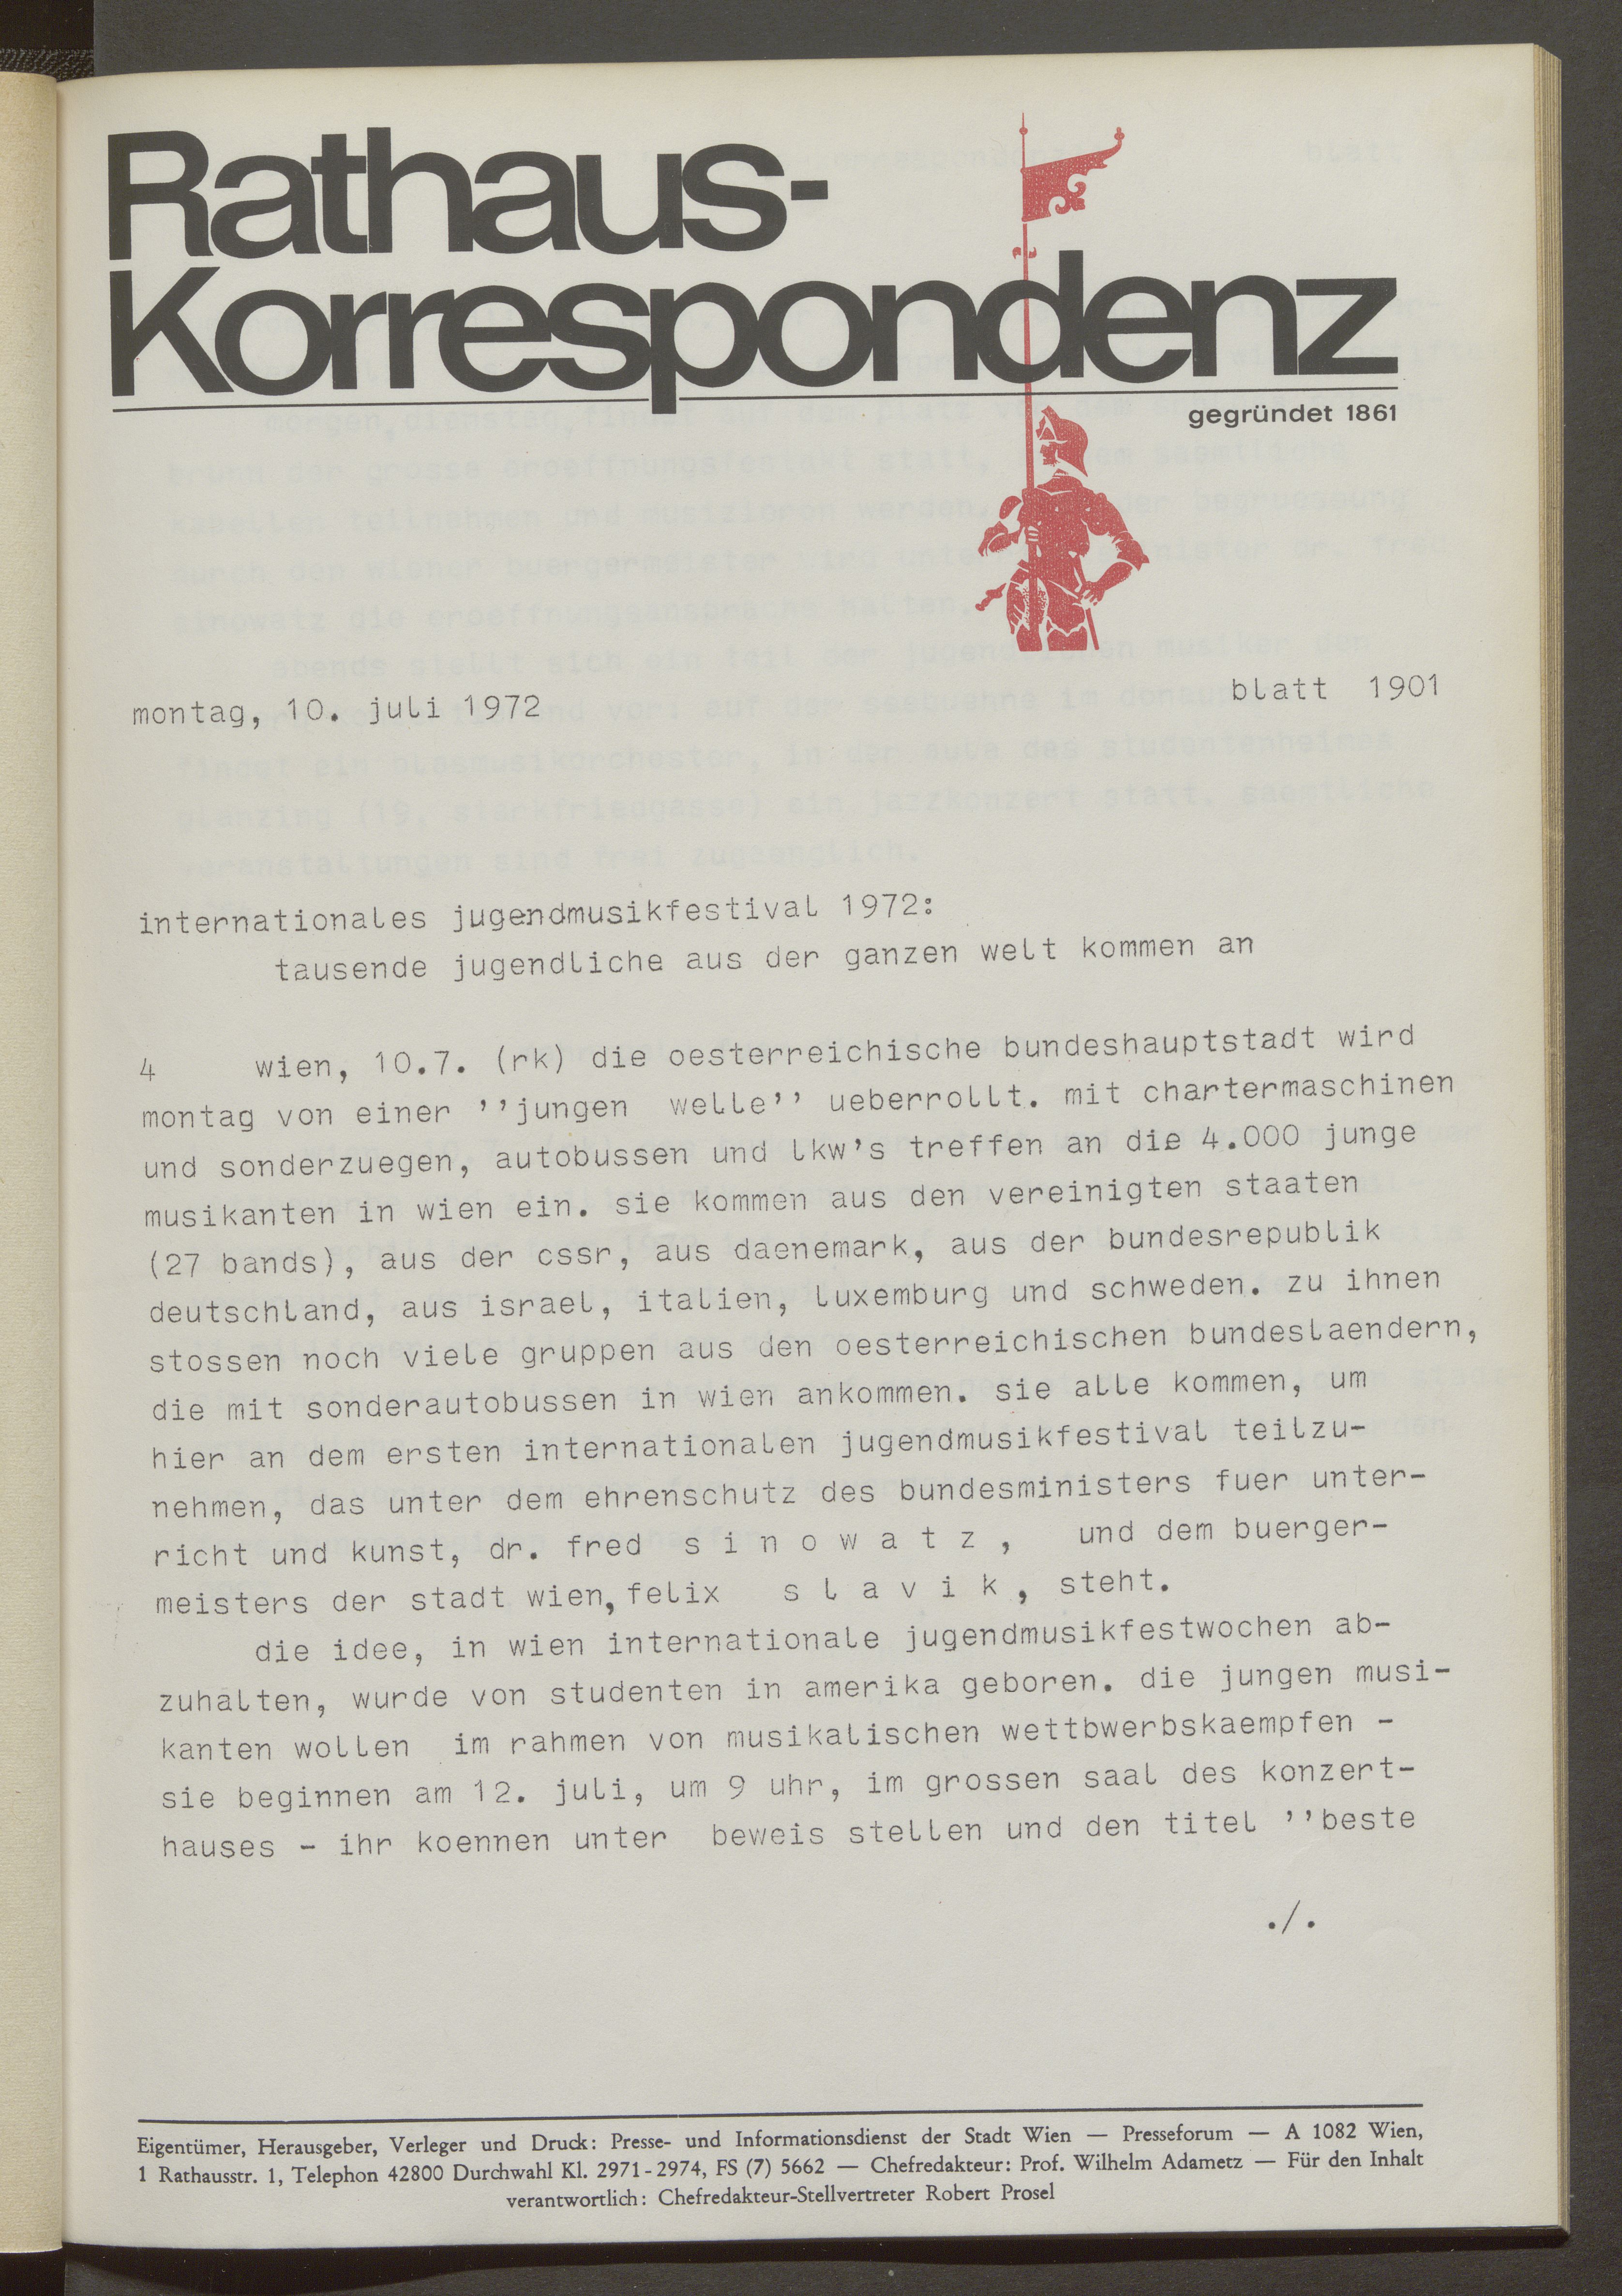 Rathaus-
Korrespondenz
gegründet 1861
montag, 10. juli 1972
blatt 1901
internationales jugendmusikfestival 1972:
tausende jugendliche aus der ganzen welt kommen an
4 wien, 10.7. (rk) die oesterreichische bundeshauptstadt wird
montag von einer ''jungen welle'' ueberrollt. mit chartermaschinen
und sonderzuegen, autobussen und lkw's treffen an die 4.000 junge
musikanten in wien ein. sie kommen aus den vereinigten staaten
(27 bands), aus der cssr, aus daenemark, aus der bundesrepublik
deutschland, aus israel, italien, luxemburg und schweden. zu ihnen
stossen noch viele gruppen aus den oesterreichischen bundeslaendern,
die mit sonderautobussen in wien ankommen. sie alle kommen, um
hier an dem ersten internationalen jugendmusikfestival teilzu-
nehmen, das unter dem ehrenschutz des bundesministers fuer unter-
richt und kunst, dr. fred s i n o w a t z , und dem buerger-
meisters der stadt wien, felix s l a v i k , steht.
die idee, in wien internationale jugendmusikfestwochen ab-
zuhalten, wurde von studenten in amerika geboren. die jungen musi-
kanten wollen im rahmen von musikalischen wettbwerbskaempfen -
sie beginnen am 12. juli, um 9 uhr, im grossen saal des konzert-
hauses - ihr koennen unter beweis stellen und den titel ''beste
./.
Eigentümer, Herausgeber, Verleger und Druck: Presse- und Informationsdienst der Stadt Wien — Presseforum — A 1082 Wien,
1 Rathausstr. 1, Telephon 42800 Durchwahl Kl. 2971-2974, FS (7) 5662 — Chefredakteur: Prof. Wilhelm Adametz — Für den Inhalt
verantwortlich: Chefredakteur-Stellvertreter Robert Prosel